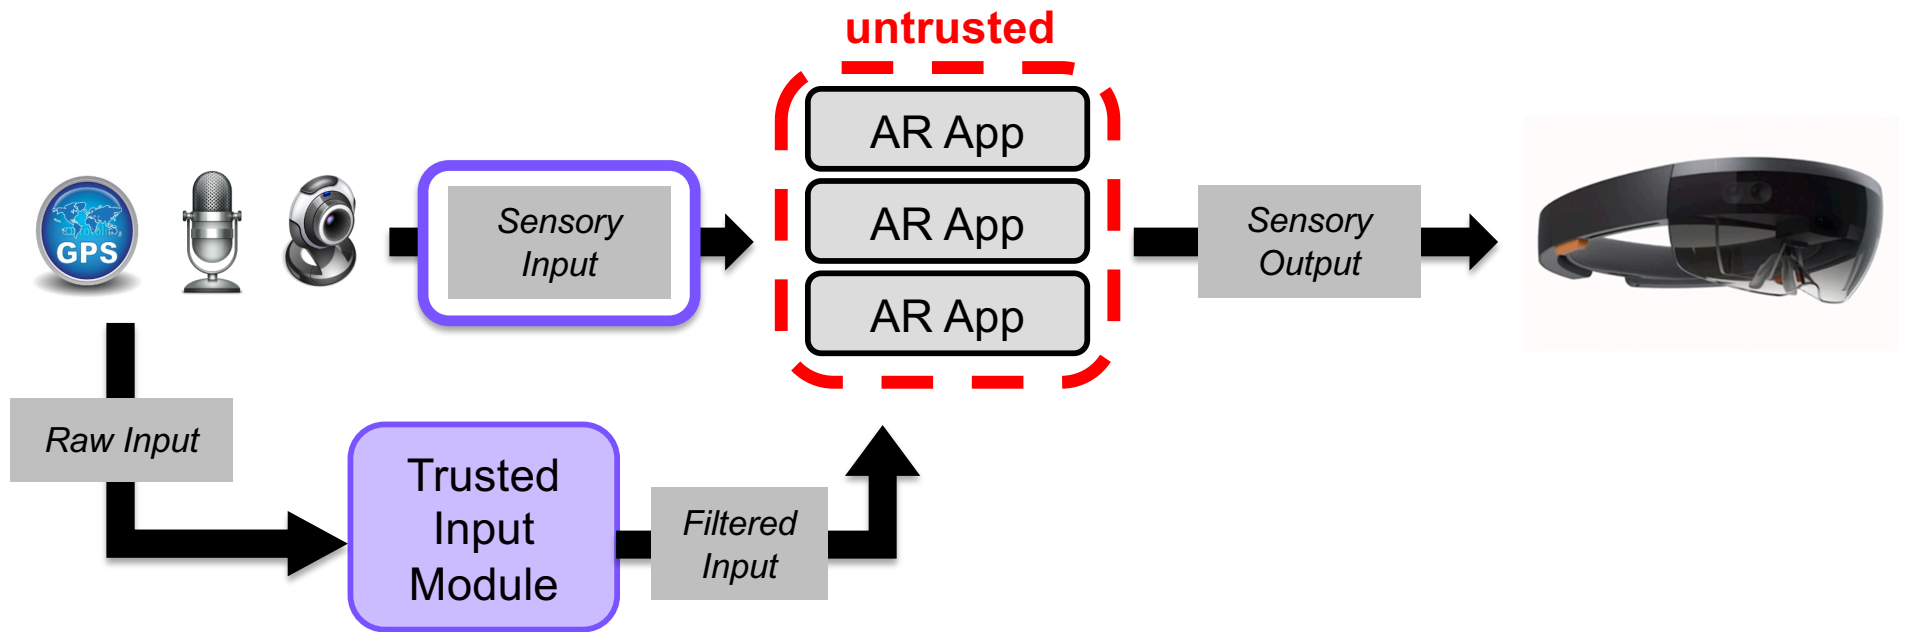 untrusted
AR App
AR App
AR App
GPS
Sensory
Input
Sensory
Output
Raw Input
Trusted
Input
Module
Filtered
Input